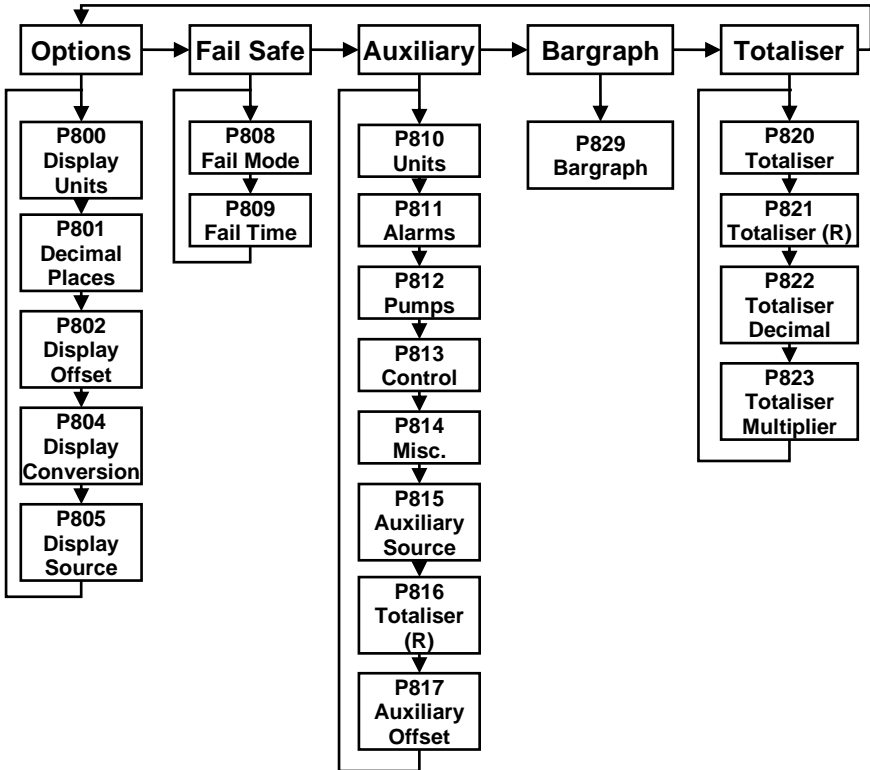 Options
Fail Safe
Auxiliary
Bargraph
Totaliser
P800
Display
Units
P801
Decimal
Places
P802
Display
Offset
P804
Display
Conversion
P805
Display
Source
P808
Fail Mode
P809
Fail Time
P810
Units
P811
Alarms
P812
Pumps
P813
Control
P814
Misc.
P815
Auxiliary
Source
P816
Totaliser
(R)
P817
Auxiliary
Offset
P829
Bargraph
P820
Totaliser
P821
Totaliser (R)
P822
Totaliser
Decimal
P823
Totaliser
Multiplier